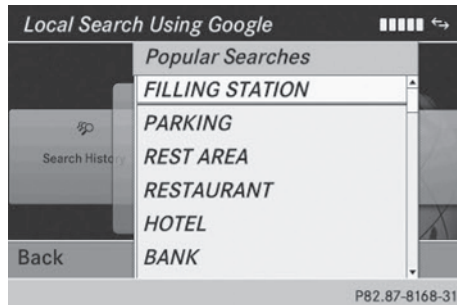 Local Search Using Google
Popular Searches
FILLING STATION
PARKING
Search History
REST AREA
RESTAURANT
HOTEL
Back
BANK
P82.87-8168-31